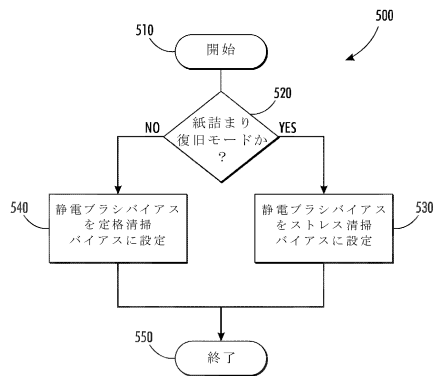 510
開始
500
520
紙詰まり
復旧モードか
?
NO
YES
540
静電ブラシバイアス
を定格清掃
バイアスに設定
静電ブラシバイアス
をストレス清掃
バイアスに設定
530
550
終了